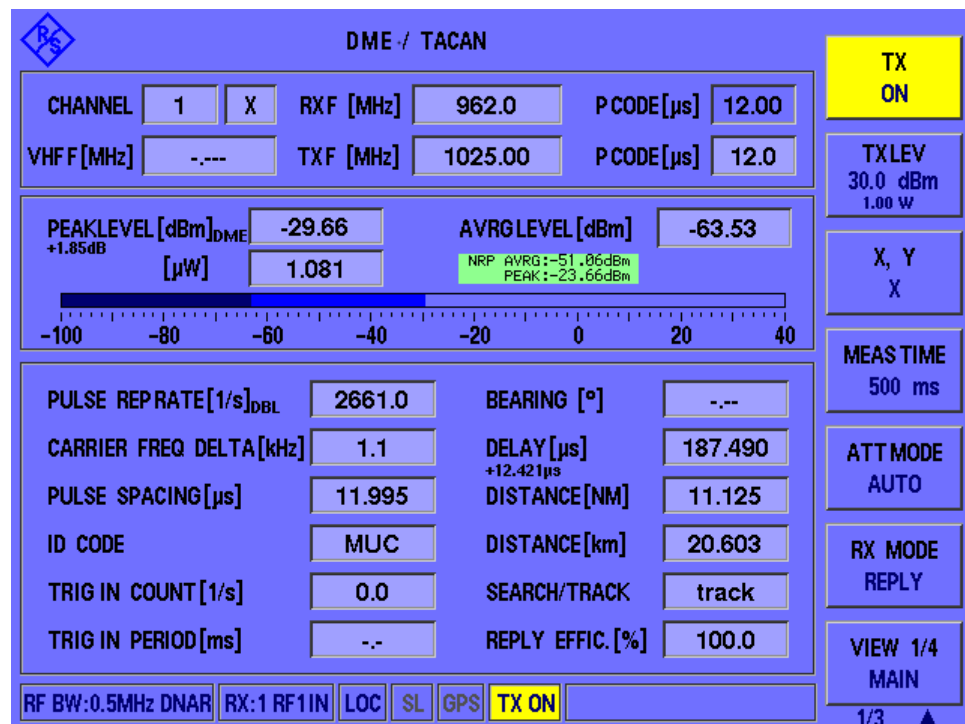 R/S
DME / TACAN
CHANNEL 1 X RXF [MHz] 962.0 P CODE[µs] 12.00
VHF F[MHz] -.--- TXF [MHz] 1025.00 P CODE[µs] 12.0
PEAKLEVEL[dBm]DME -29.66 AVRGLEVEL[dBm] -63.53
+1.85dB
[µW] 1.081 NRP AVRG:-51.06dBm
PEAK:-23.66dBm
-100 -80 -60 -40 -20 0 20 40
PULSE REP RATE[1/s]DBL 2661.0 BEARING [°] -.--
CARRIER FREQ DELTA[kHz] 1.1 DELAY[µs] 187.490
+12.421µs
PULSE SPACING[µs] 11.995 DISTANCE[NM] 11.125
ID CODE MUC DISTANCE[km] 20.603
TRIG IN COUNT[1/s] 0.0 SEARCH/TRACK track
TRIG IN PERIOD[ms] -.- REPLY EFFIC.[%] 100.0
RF BW:0.5MHz DNAR RX:1 RF1IN LOC SL GPS TX ON
TX
ON
TXLEV
30.0 dBm
1.00 W
X, Y
X
MEAS TIME
500 ms
ATT MODE
AUTO
RX MODE
REPLY
VIEW 1/4
MAIN
1/3 ▲